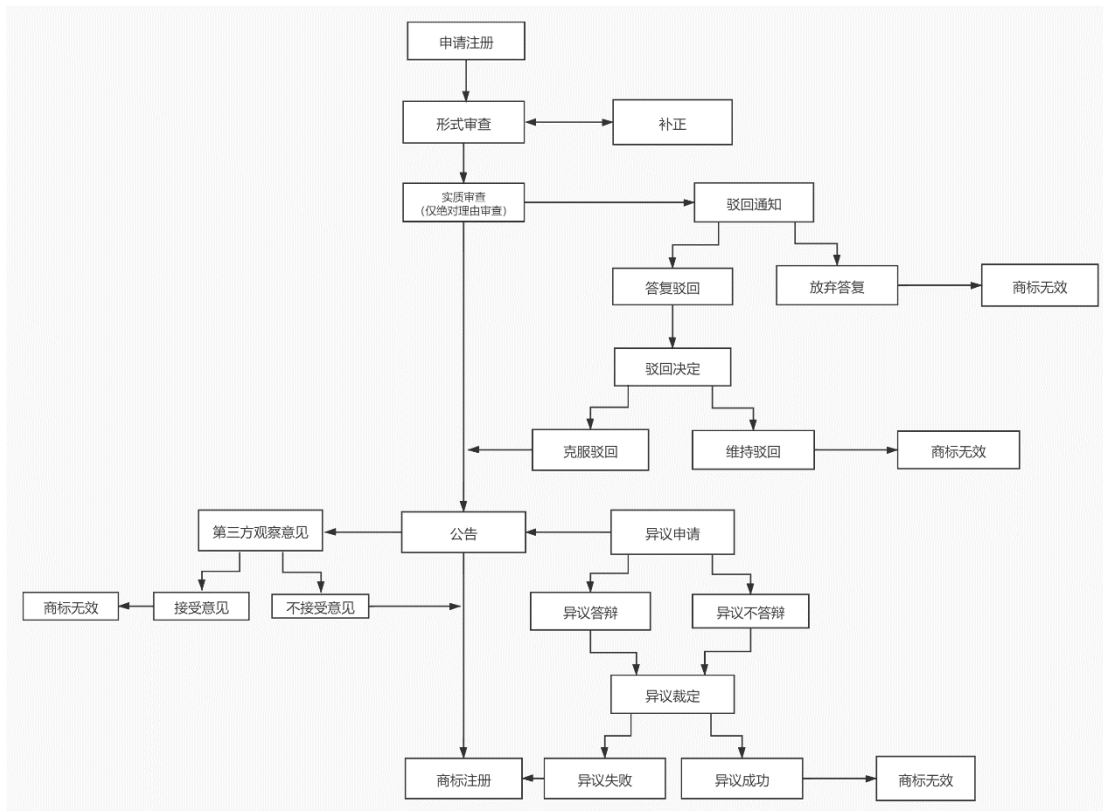 申请注册
形式审查
补正
实质审查
（仅绝对理由审查）
驳回通知
答复驳回
放弃答复
商标无效
驳回决定
克服驳回
维持驳回
商标无效
第三方观察意见
公告
异议申请
商标无效
接受意见
不接受意见
异议答辩
异议不答辩
异议裁定
商标注册
异议失败
异议成功
商标无效